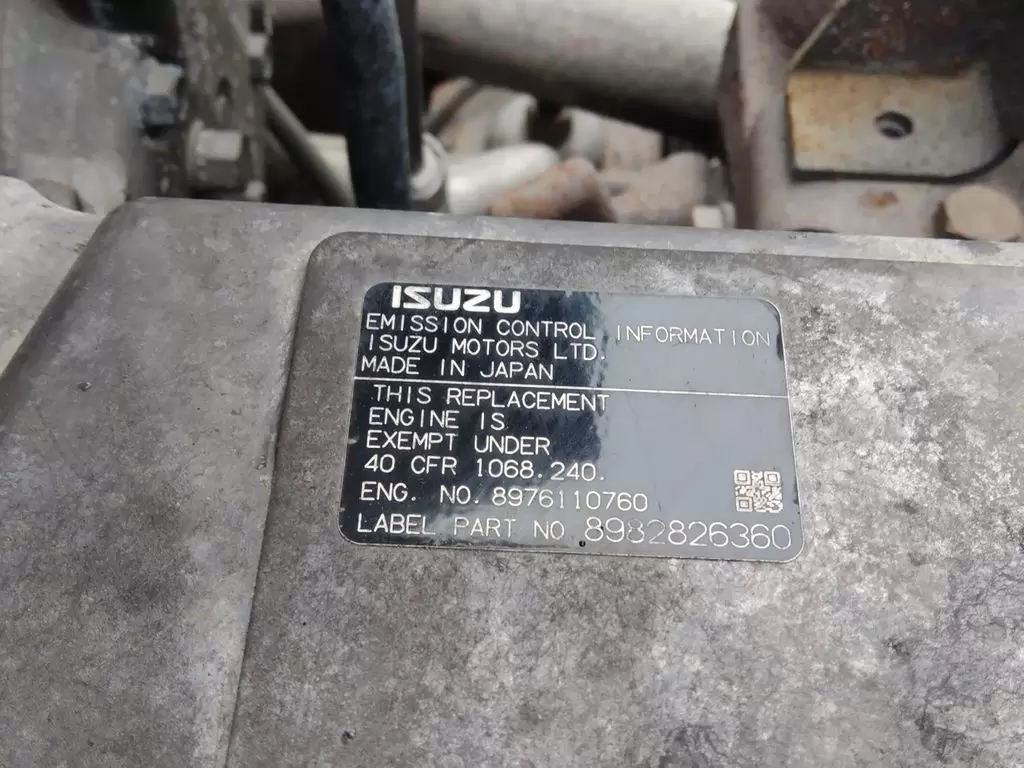 ISUZU
EMISSION CONTROL INFORMATION
ISUZU MOTORS LTD.
MADE IN JAPAN
THIS REPLACEMENT
ENGINE IS
EXEMPT UNDER
40 CFR 1068.240.
ENG. NO. 8976110760
LABEL PART NO. 8982826360